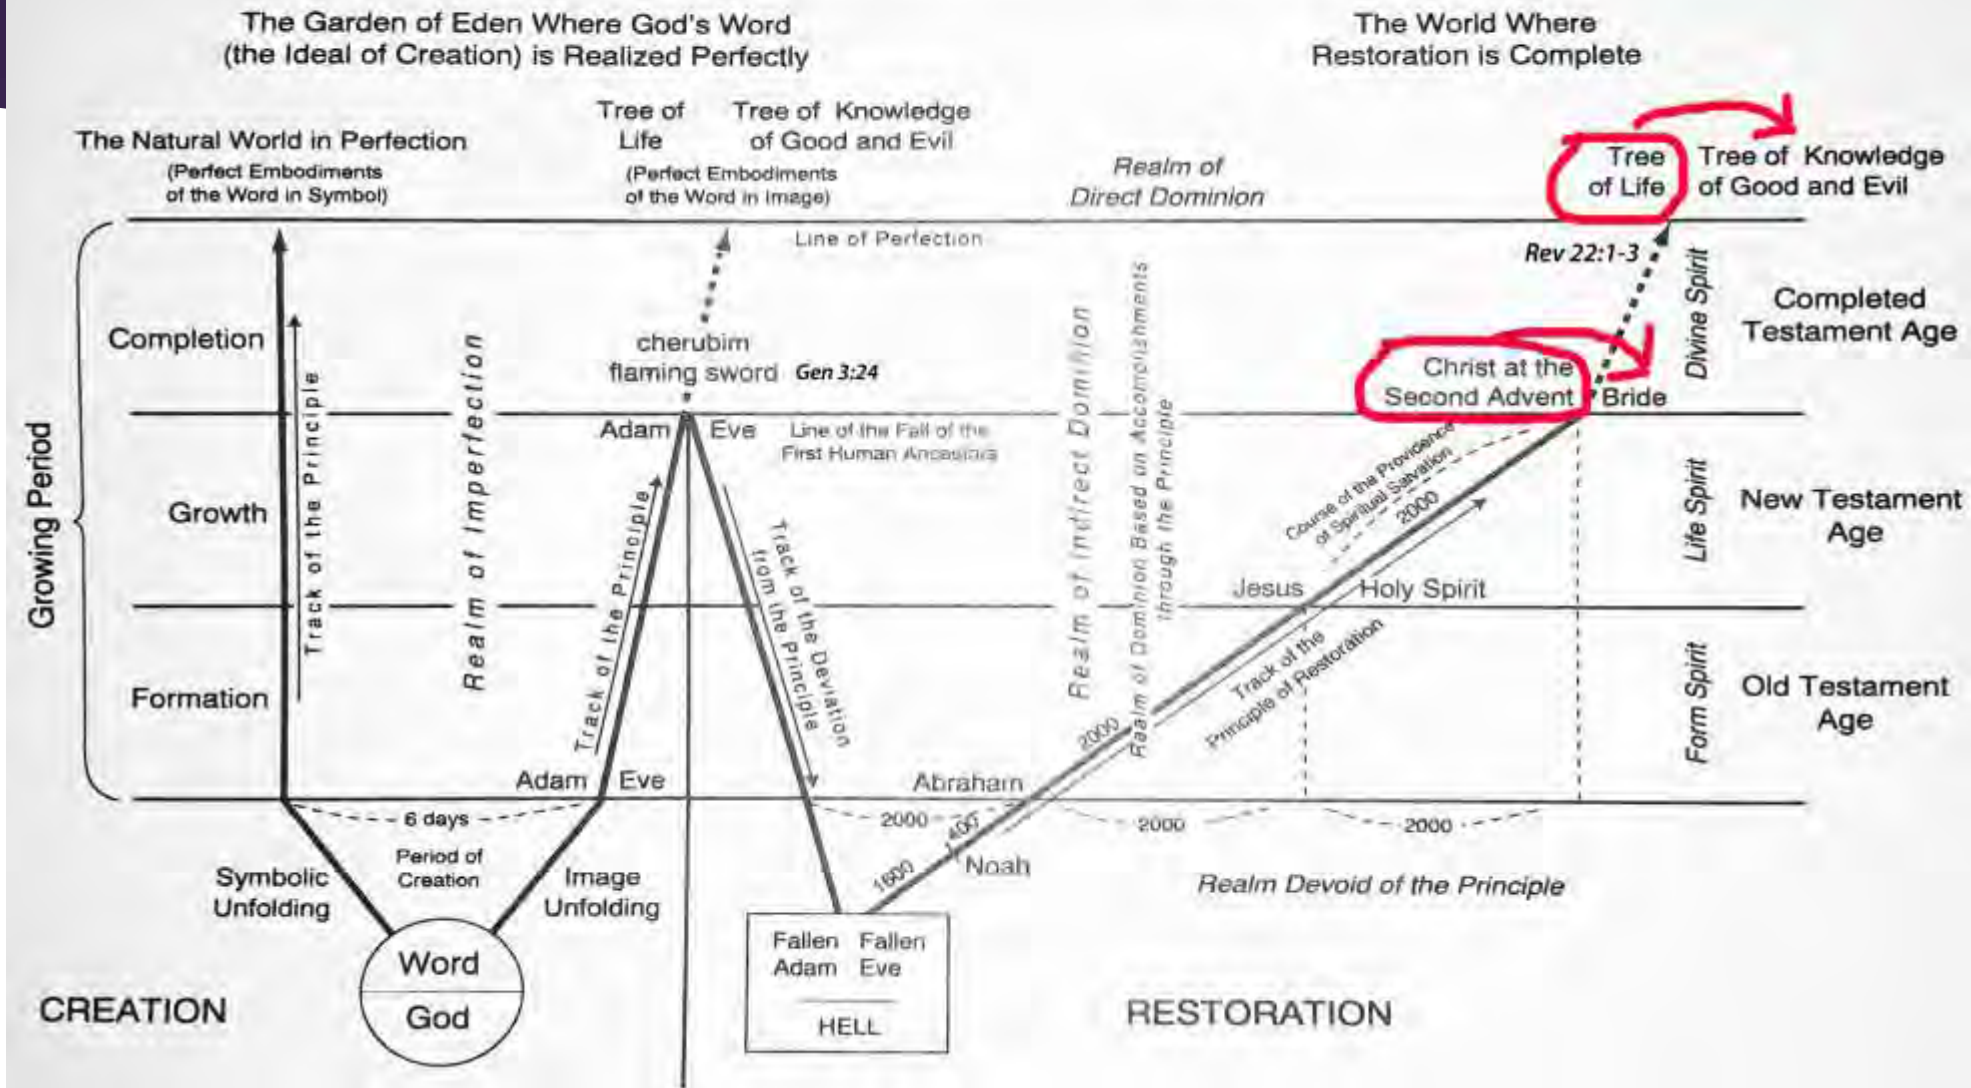 The Garden of Eden Where God's Word
(the Ideal of Creation) is Realized Perfectly
The World Where
Restoration is Complete
The Natural World in Perfection
(Perfect Embodiments
of the Word in Symbol)
Tree of
Life
Tree of Knowledge
of Good and Evil
(Perfect Embodiments
of the Word in Image)
Realm of
Direct Dominion
Tree
of Life
Tree of Knowledge
of Good and Evil
Line of Perfection
Rev 22:1-3
Growing Period
Completion
Growth
Formation
Track of the Principle
Realm of Imperfection
cherubim
flaming sword
Gen 3:24
Adam
Eve
Line of the Fall of the
First Human Ancestors
Track of the Principle
Track of the Deviation
from the Principle
Realm of Indirect Dominion
Realm of Dominion Based on Accomplishments
through the Principle
Christ at the
Second Advent
Bride
Course of the Providence
of Spiritual Salvation
2000
Jesus
Holy Spirit
Track of the
Principle of Restoration
2000
Divine Spirit
Life Spirit
Form Spirit
Completed
Testament Age
New Testament
Age
Old Testament
Age
Adam
Eve
Abraham
6 days
Period of
Creation
2000
400
1600
Noah
2000
2000
Symbolic
Unfolding
Image
Unfolding
Realm Devoid of the Principle
Word
God
Fallen
Adam
Fallen
Eve
HELL
CREATION
RESTORATION